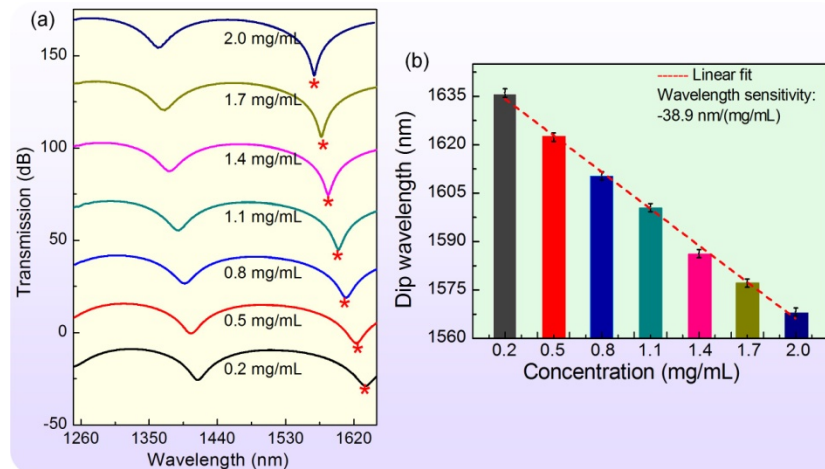 (a)
Transmission (dB)
150
100
50
0
-50
2.0 mg/mL
1.7 mg/mL
1.4 mg/mL
1.1 mg/mL
0.8 mg/mL
0.5 mg/mL
0.2 mg/mL
*
*
*
*
*
*
*
1260 1350 1440 1530 1620
Wavelength (nm)
(b)
Dip wavelength (nm)
1635
1620
1605
1590
1575
1560
Linear fit
Wavelength sensitivity:
-38.9 nm/(mg/mL)
0.2 0.5 0.8 1.1 1.4 1.7 2.0
Concentration (mg/mL)